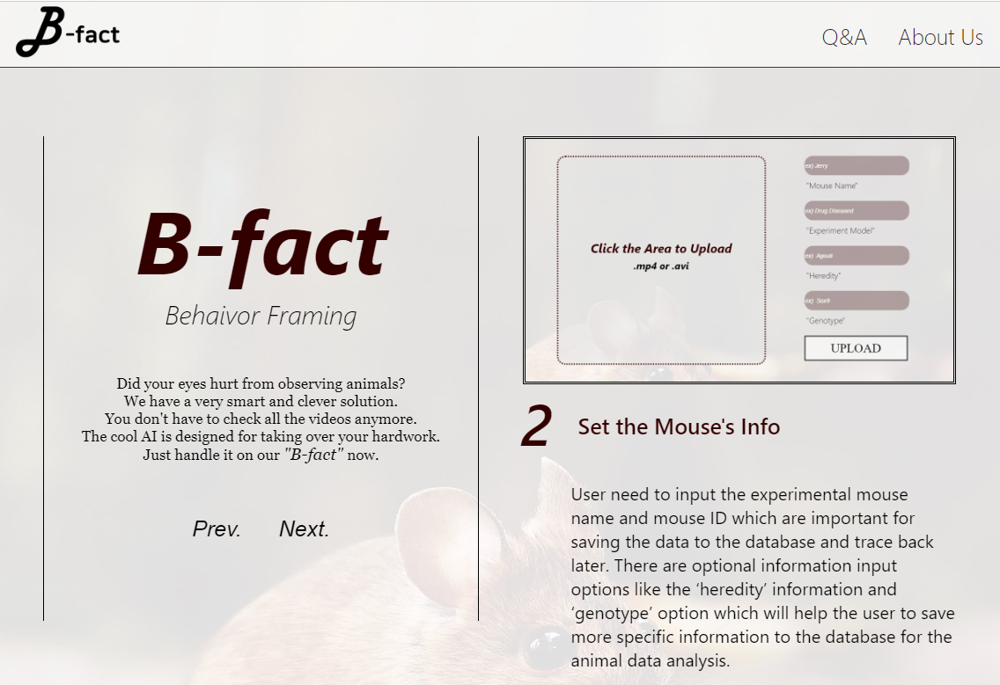 B-fact
Q&A
About Us
B-fact
Behaivor Framing
Did your eyes hurt from observing animals?
We have a very smart and clever solution.
You don't have to check all the videos anymore.
The cool AI is designed for taking over your hardwork.
Just handle it on our "B-fact" now.
Prev.
Next.
Click the Area to Upload
.mp4 or .avi
ex) Jerry
"Mouse Name"
ex) Drug Diseased
"Experiment Model"
ex) Agouti
"Heredity"
ex) Sox9
"Genotype"
UPLOAD
2 Set the Mouse's Info
User need to input the experimental mouse
name and mouse ID which are important for
saving the data to the database and trace back
later. There are optional information input
options like the ‘heredity’ information and
‘genotype’ option which will help the user to save
more specific information to the database for the
animal data analysis.